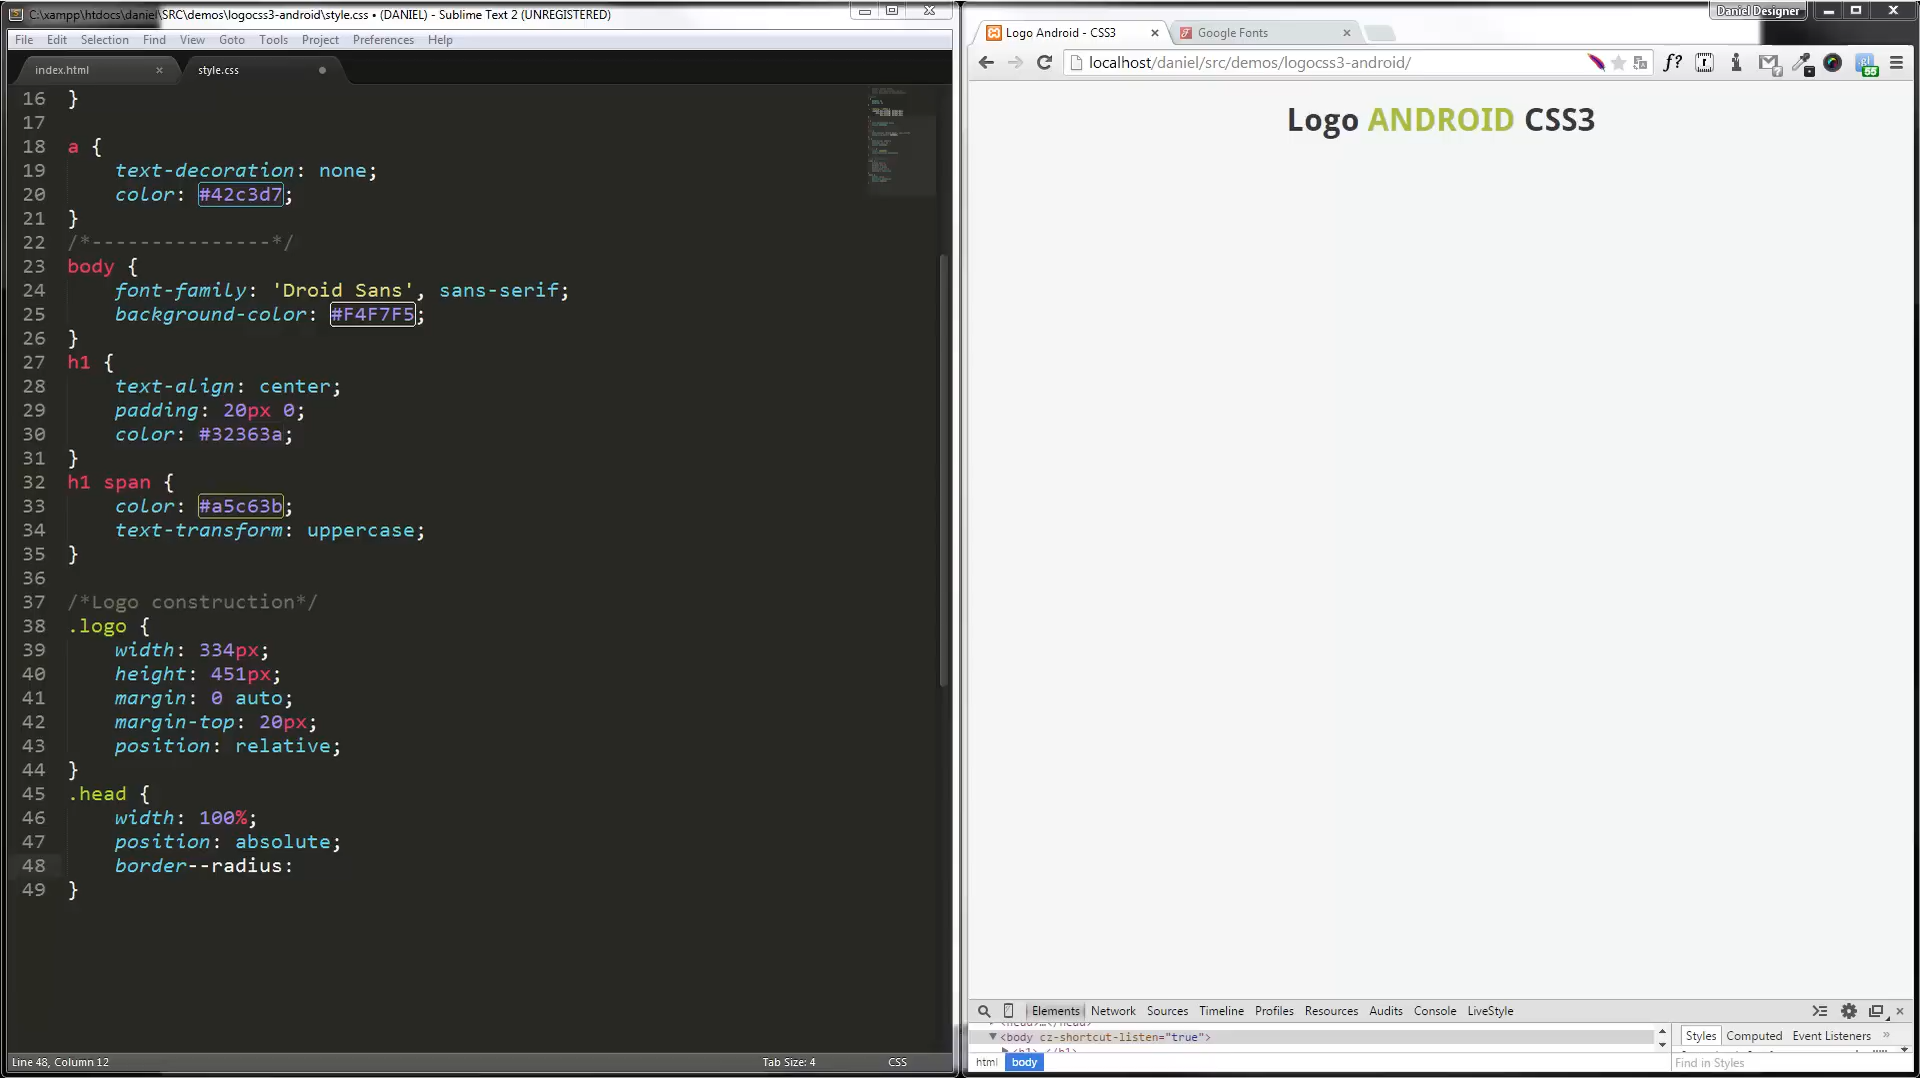 C:\xampp\htdocs\daniel\SRC\demos\logocss3-android\style.css • (DANIEL) - Sublime Text 2 (UNREGISTERED)
File Edit Selection Find View Goto Tools Project Preferences Help
index.html × style.css
16 }
17
18 a {
19 text-decoration: none;
20 color: #42c3d7;
21 }
22 /*---------------*/
23 body {
24 font-family: 'Droid Sans', sans-serif;
25 background-color: #F4F7F5;
26 }
27 h1 {
28 text-align: center;
29 padding: 20px 0;
30 color: #32363a;
31 }
32 h1 span {
33 color: #a5c63b;
34 text-transform: uppercase;
35 }
36
37 /*Logo construction*/
38 .logo {
39 width: 334px;
40 height: 451px;
41 margin: 0 auto;
42 margin-top: 20px;
43 position: relative;
44 }
45 .head {
46 width: 100%;
47 position: absolute;
48 border--radius:
49 }
Line 48, Column 12 Tab Size: 4 CSS
Daniel Designer
Logo Android - CSS3 × Google Fonts ×
localhost/daniel/src/demos/logocss3-android/
f?
55
Logo ANDROID CSS3
Elements Network Sources Timeline Profiles Resources Audits Console LiveStyle
<body cz-shortcut-listen="true">
html body
Styles Computed Event Listeners »
Find in Styles